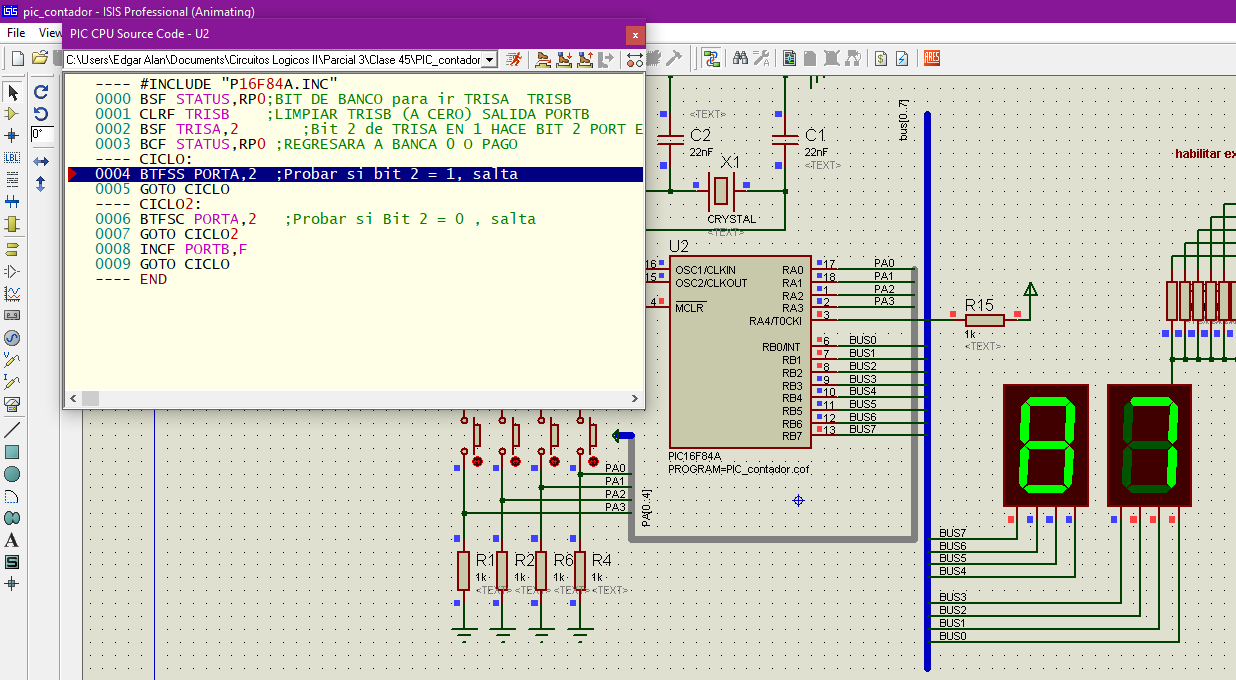 pic_contador - ISIS Professional (Animating)
File View
PIC CPU Source Code - U2
x
C:\Users\Edgar Alan\Documents\Circuitos Logicos II\Parcial 3\Clase 45\PIC_contador
---- #INCLUDE "P16F84A.INC"
0000 BSF STATUS,RP0;BIT DE BANCO para ir TRISA  TRISB
0001 CLRF TRISB    ;LIMPIAR TRISB (A CERO) SALIDA PORTB
0002 BSF TRISA,2       ;Bit 2 de TRISA EN 1 HACE BIT 2 PORT E
0003 BCF STATUS,RP0 ;REGRESARA A BANCA 0 O PAGO
---- CICLO:
0004 BTFSS PORTA,2  ;Probar si bit 2 = 1, salta
0005 GOTO CICLO
---- CICLO2:
0006 BTFSC PORTA,2   ;Probar si Bit 2 = 0 , salta
0007 GOTO CICLO2
0008 INCF PORTB,F
0009 GOTO CICLO
---- END
0°
LBL
A
S
ARES
<TEXT>
C2
22nF
C1
22nF
<TEXT>
X1
CRYSTAL
<TEXT>
bus[0..7]
habilitar ex
U2
16 OSC1/CLKIN
15 OSC2/CLKOUT
4 MCLR
RA0 17 PA0
RA1 18 PA1
RA2 1 PA2
RA3 2 PA3
RA4/T0CKI 3
RB0/INT 6 BUS0
RB1 7 BUS1
RB2 8 BUS2
RB3 9 BUS3
RB4 10 BUS4
RB5 11 BUS5
RB6 12 BUS6
RB7 13 BUS7
PIC16F84A
PROGRAM=PIC_contador.cof
R15
1k
<TEXT>
87
PA0
PA1
PA2
PA3
PA[0..4]
R1
1k
<TEXT>
R2
1k
<TEXT>
R6
1k
<TEXT>
R4
1k
<TEXT>
BUS7
BUS6
BUS5
BUS4
BUS3
BUS2
BUS1
BUS0